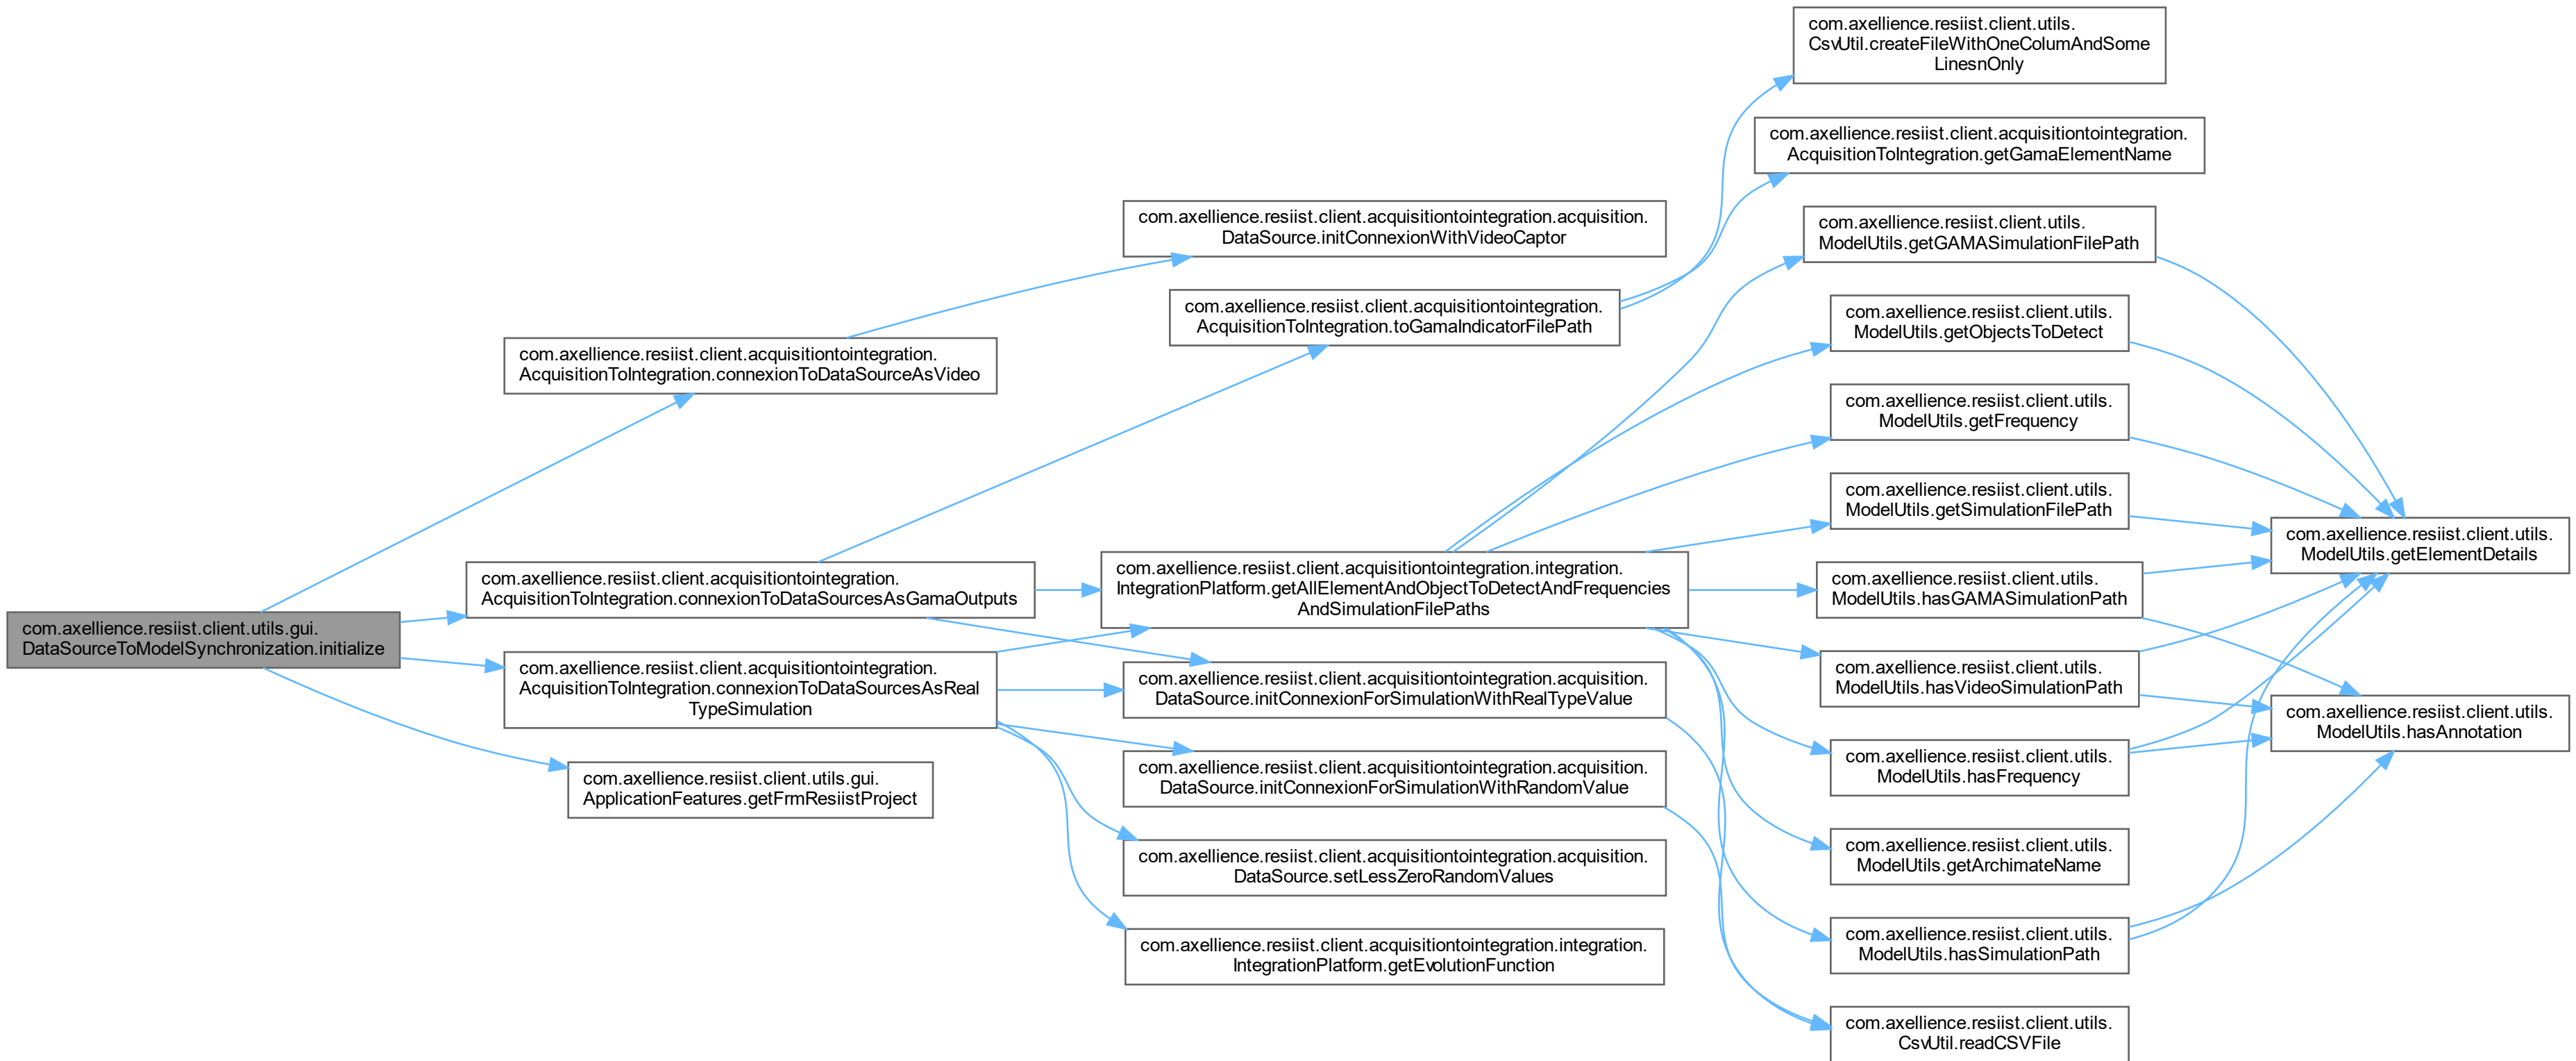 com.axellience.resiist.client.utils.gui.
DataSourceToModelSynchronization.initialize
com.axellience.resiist.client.acquisitiontointegration.
AcquisitionToIntegration.connexionToDataSourceAsVideo
com.axellience.resiist.client.acquisitiontointegration.
AcquisitionToIntegration.connexionToDataSourcesAsGamaOutputs
com.axellience.resiist.client.acquisitiontointegration.
AcquisitionToIntegration.connexionToDataSourcesAsReal
TypeSimulation
com.axellience.resiist.client.utils.gui.
ApplicationFeatures.getFrmResiistProject
com.axellience.resiist.client.acquisitiontointegration.acquisition.
DataSource.initConnexionWithVideoCaptor
com.axellience.resiist.client.acquisitiontointegration.
AcquisitionToIntegration.toGamaIndicatorFilePath
com.axellience.resiist.client.acquisitiontointegration.integration.
IntegrationPlatform.getAllElementAndObjectToDetectAndFrequencies
AndSimulationFilePaths
com.axellience.resiist.client.acquisitiontointegration.acquisition.
DataSource.initConnexionForSimulationWithRealTypeValue
com.axellience.resiist.client.acquisitiontointegration.acquisition.
DataSource.initConnexionForSimulationWithRandomValue
com.axellience.resiist.client.acquisitiontointegration.acquisition.
DataSource.setLessZeroRandomValues
com.axellience.resiist.client.acquisitiontointegration.integration.
IntegrationPlatform.getEvolutionFunction
com.axellience.resiist.client.utils.
CsvUtil.createFileWithOneColumAndSome
LinesnOnly
com.axellience.resiist.client.acquisitiontointegration.
AcquisitionToIntegration.getGamaElementName
com.axellience.resiist.client.utils.
ModelUtils.getGAMASimulationFilePath
com.axellience.resiist.client.utils.
ModelUtils.getObjectsToDetect
com.axellience.resiist.client.utils.
ModelUtils.getFrequency
com.axellience.resiist.client.utils.
ModelUtils.getSimulationFilePath
com.axellience.resiist.client.utils.
ModelUtils.hasGAMASimulationPath
com.axellience.resiist.client.utils.
ModelUtils.hasVideoSimulationPath
com.axellience.resiist.client.utils.
ModelUtils.hasFrequency
com.axellience.resiist.client.utils.
ModelUtils.getArchimateName
com.axellience.resiist.client.utils.
ModelUtils.hasSimulationPath
com.axellience.resiist.client.utils.
CsvUtil.readCSVFile
com.axellience.resiist.client.utils.
ModelUtils.getElementDetails
com.axellience.resiist.client.utils.
ModelUtils.hasAnnotation